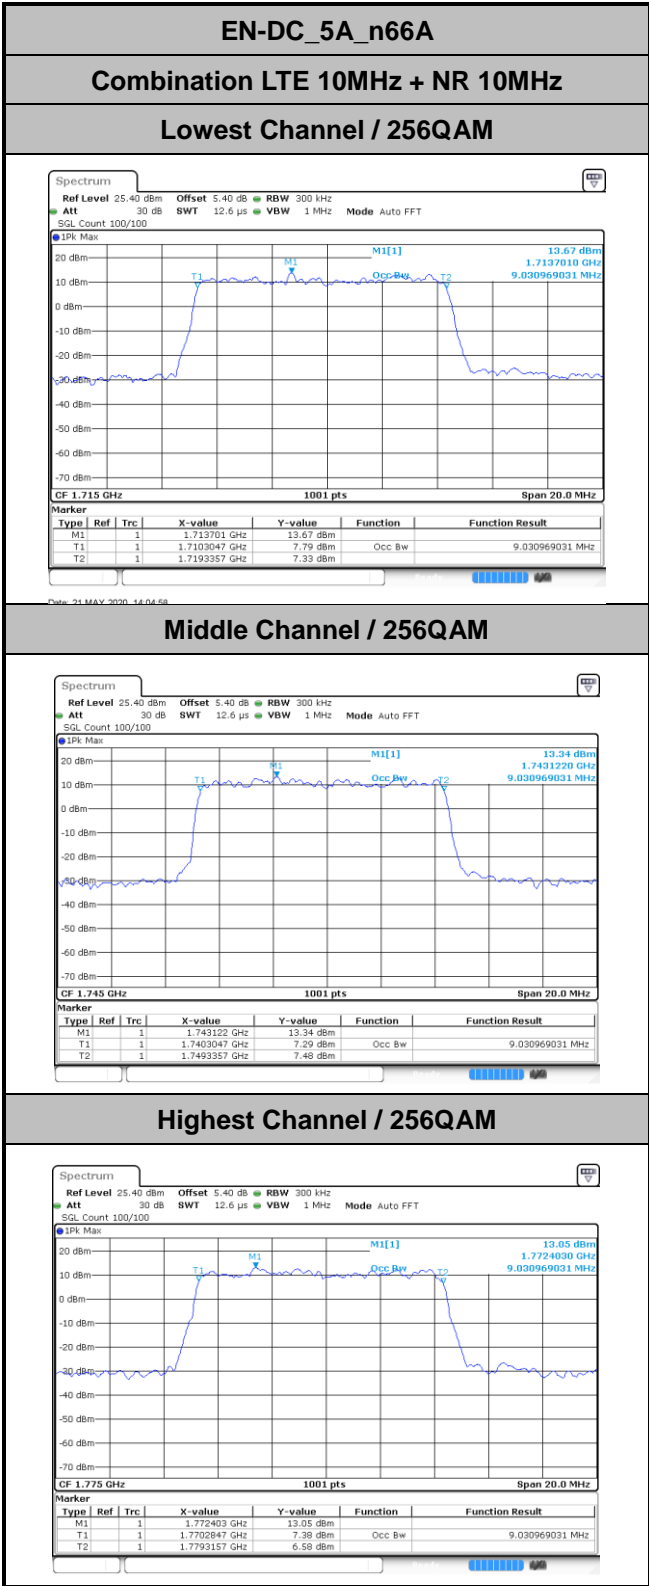 EN-DC_5A_n66A
Combination LTE 10MHz + NR 10MHz
Lowest Channel / 256QAM
Spectrum
Ref Level 25.40 dBm Offset 5.40 dB RBW 300 kHz
Att 30 dB SWT 12.6 µs VBW 1 MHz Mode Auto FFT
SGL Count 100/100
1Pk Max
M1[1] 13.67 dBm
1.7137010 GHz
Occ Bw 9.030969031 MHz
M1
T1
T2
20 dBm
10 dBm
0 dBm
-10 dBm
-20 dBm
-30 dBm
-40 dBm
-50 dBm
-60 dBm
-70 dBm
CF 1.715 GHz 1001 pts Span 20.0 MHz
Marker
Type Ref Trc X-value Y-value Function Function Result
M1 1 1.713701 GHz 13.67 dBm
T1 1 1.7103047 GHz 7.79 dBm Occ Bw 9.030969031 MHz
T2 1 1.7193357 GHz 7.33 dBm
Date: 21.MAY.2020 14:04:58
Middle Channel / 256QAM
Spectrum
Ref Level 25.40 dBm Offset 5.40 dB RBW 300 kHz
Att 30 dB SWT 12.6 µs VBW 1 MHz Mode Auto FFT
SGL Count 100/100
1Pk Max
M1[1] 13.34 dBm
1.7431220 GHz
Occ Bw 9.030969031 MHz
M1
T1
T2
20 dBm
10 dBm
0 dBm
-10 dBm
-20 dBm
-30 dBm
-40 dBm
-50 dBm
-60 dBm
-70 dBm
CF 1.745 GHz 1001 pts Span 20.0 MHz
Marker
Type Ref Trc X-value Y-value Function Function Result
M1 1 1.743122 GHz 13.34 dBm
T1 1 1.7403047 GHz 7.29 dBm Occ Bw 9.030969031 MHz
T2 1 1.7493357 GHz 7.48 dBm
Highest Channel / 256QAM
Spectrum
Ref Level 25.40 dBm Offset 5.40 dB RBW 300 kHz
Att 30 dB SWT 12.6 µs VBW 1 MHz Mode Auto FFT
SGL Count 100/100
1Pk Max
M1[1] 13.05 dBm
1.7724030 GHz
Occ Bw 9.030969031 MHz
M1
T1
T2
20 dBm
10 dBm
0 dBm
-10 dBm
-20 dBm
-30 dBm
-40 dBm
-50 dBm
-60 dBm
-70 dBm
CF 1.775 GHz 1001 pts Span 20.0 MHz
Marker
Type Ref Trc X-value Y-value Function Function Result
M1 1 1.772403 GHz 13.05 dBm
T1 1 1.7702847 GHz 7.38 dBm Occ Bw 9.030969031 MHz
T2 1 1.7793157 GHz 6.58 dBm